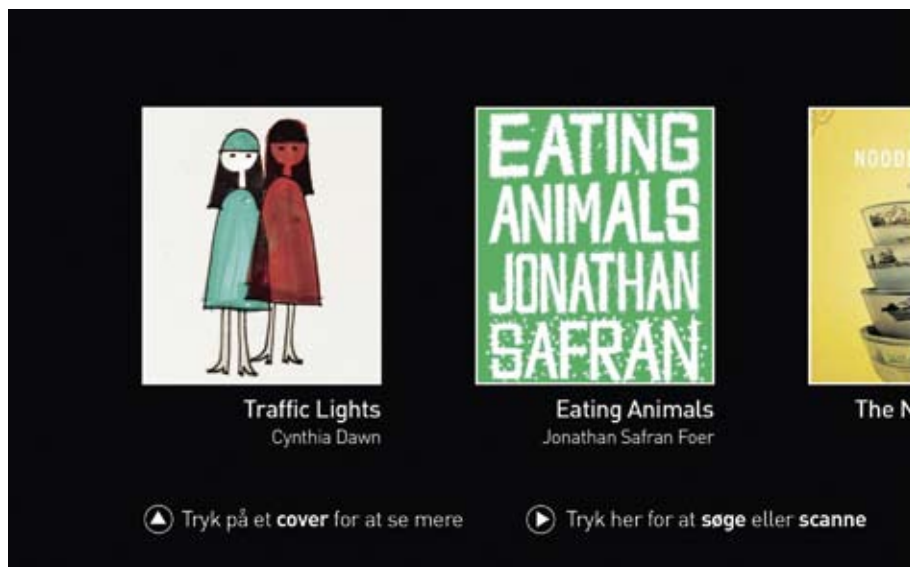 EATING
ANIMALS
JONATHAN
SAFRAN
Traffic Lights
Cynthia Dawn
Eating Animals
Jonathan Safran Foer
The
Tryk på et cover for at se mere
Tryk her for at søge eller scanne